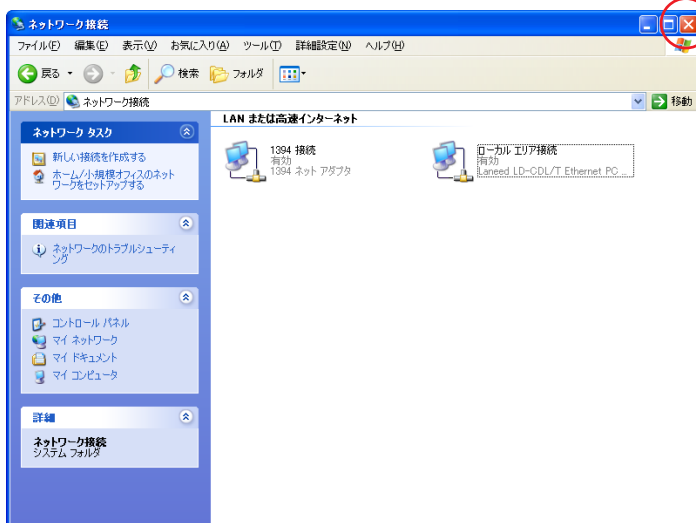 ネットワーク接続
ファイル(F) 編集(E) 表示(V) お気に入り(A) ツール(T) 詳細設定(N) ヘルプ(H)
戻る 検索 フォルダ
アドレス(D) ネットワーク接続 移動
ネットワーク タスク
新しい接続を作成する
ホーム/小規模オフィスのネット
ワークをセットアップする
関連項目
ネットワークのトラブルシューティ
ング
その他
コントロール パネル
マイ ネットワーク
マイ ドキュメント
マイ コンピュータ
詳細
ネットワーク接続
システム フォルダ
LAN または高速インターネット
1394 接続
有効
1394 ネット アダプタ
ローカル エリア接続
有効
Laneed LD-CDL/T Ethernet PC ...